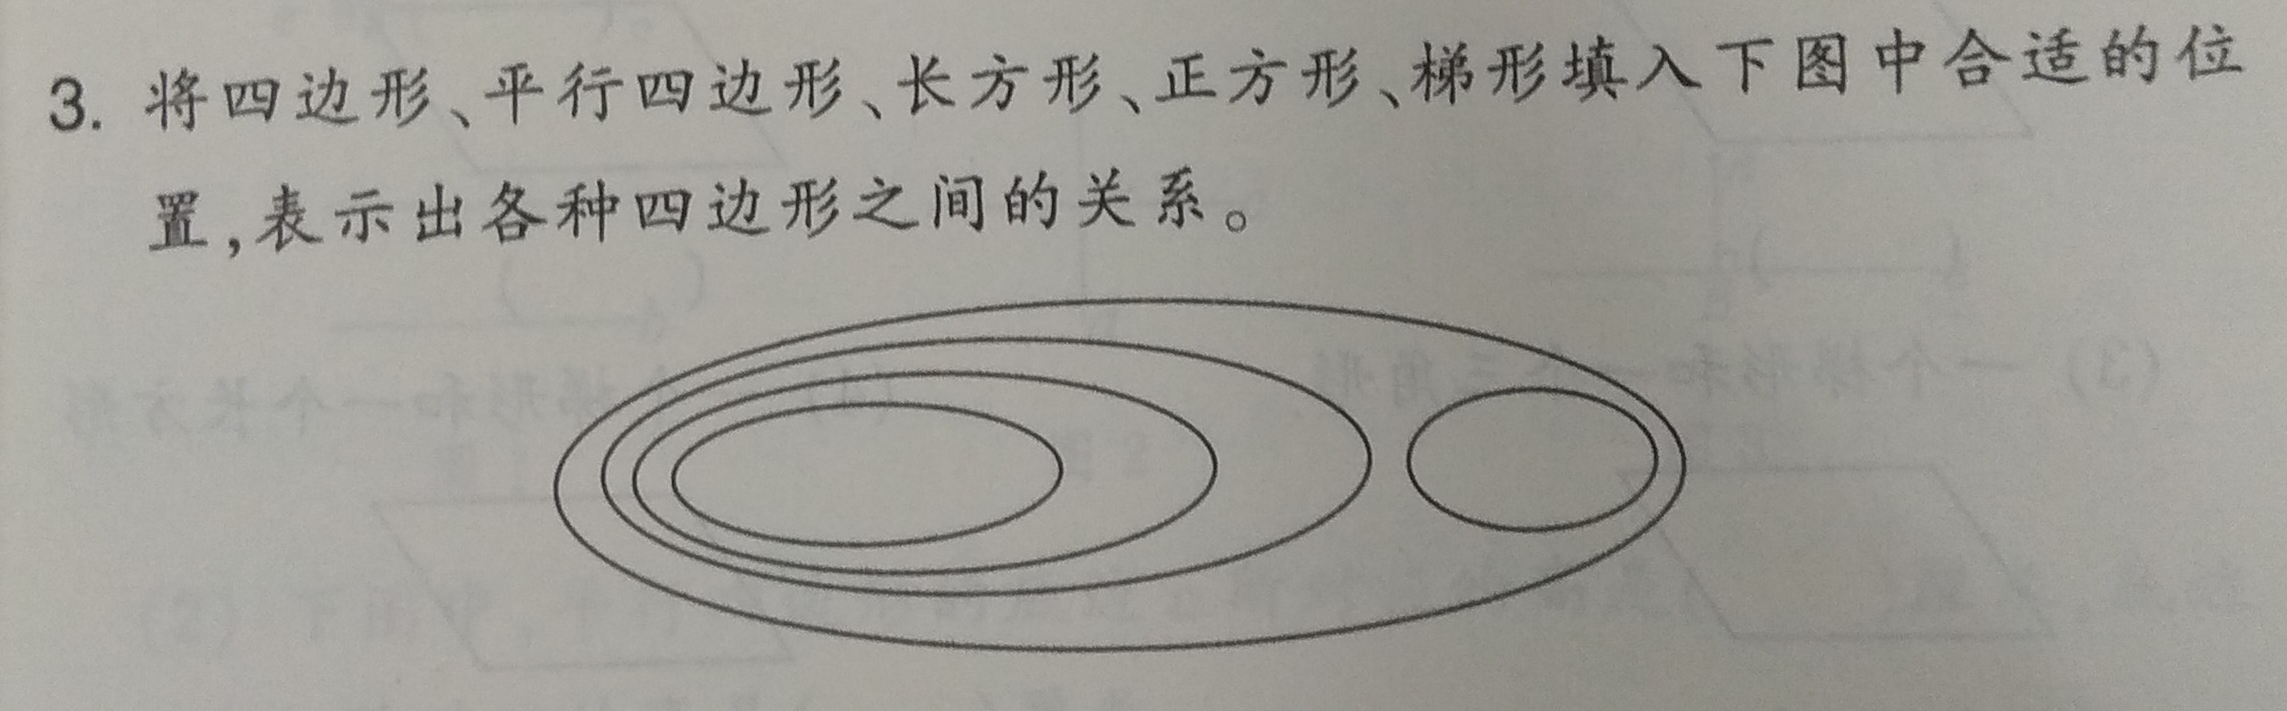 3. 将四边形、平行四边形、长方形、正方形、梯形填入下图中合适的位
置,表示出各种四边形之间的关系。